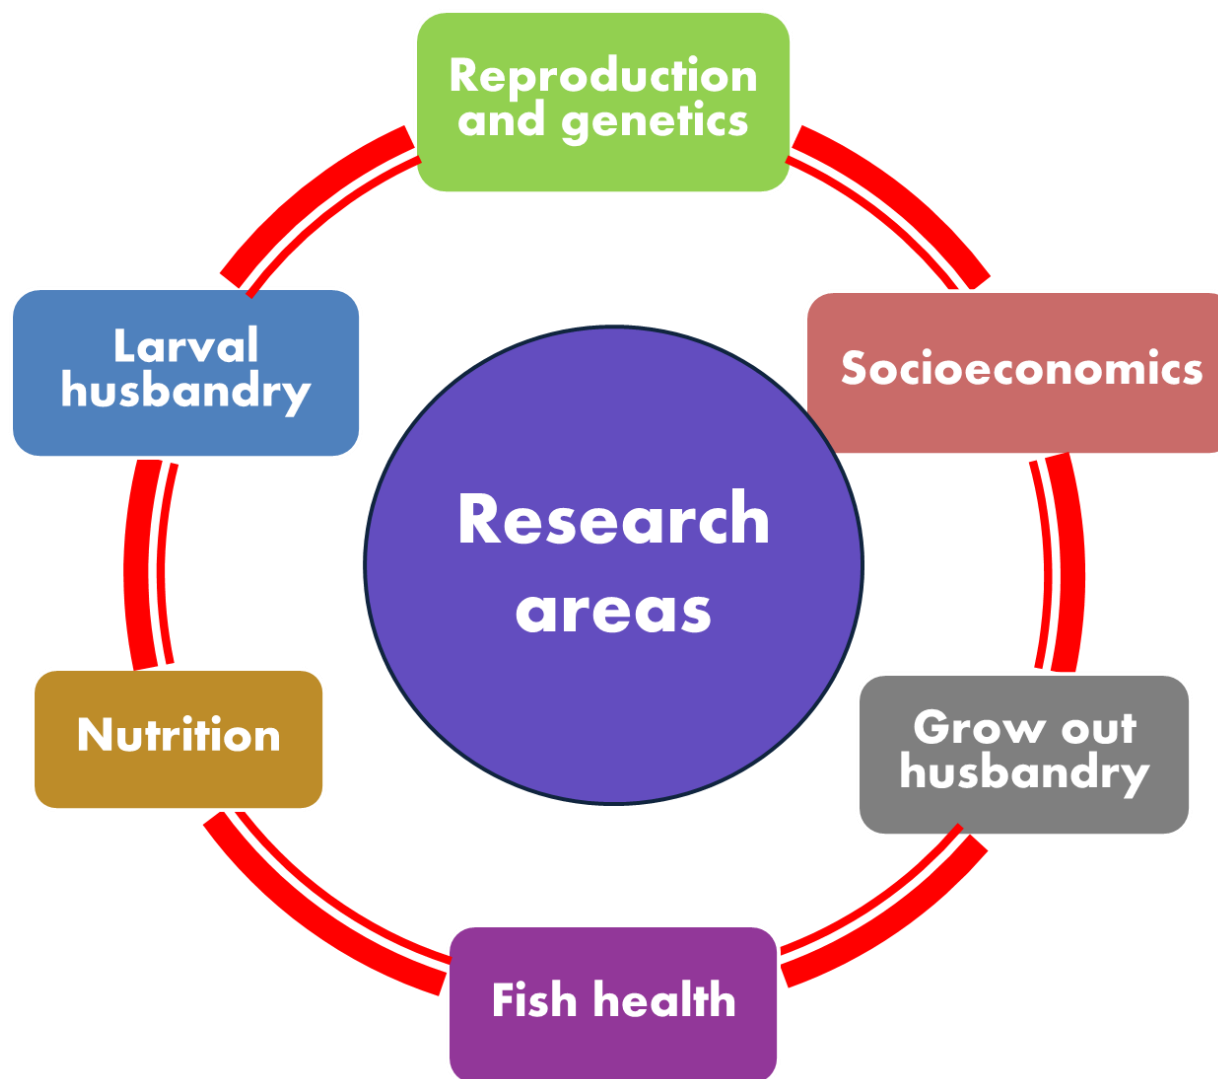 Reproduction
and genetics
Larval
husbandry
Socioeconomics
Research
areas
Nutrition
Grow out
husbandry
Fish health